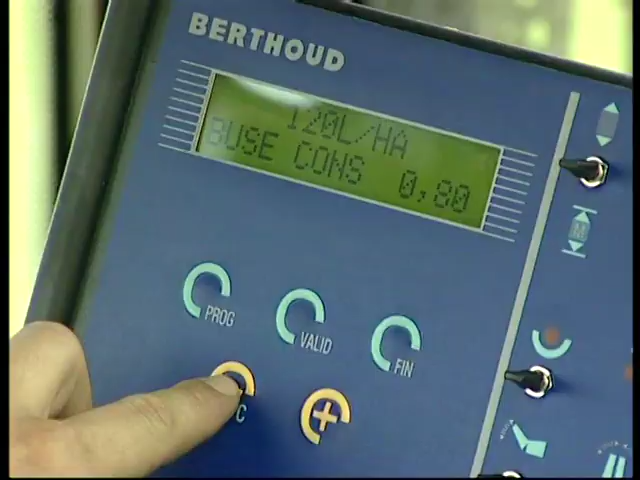 BERTHOUD
120L/HA
BUSE CONS 0,80
PROG
VALID
FIN
C
M